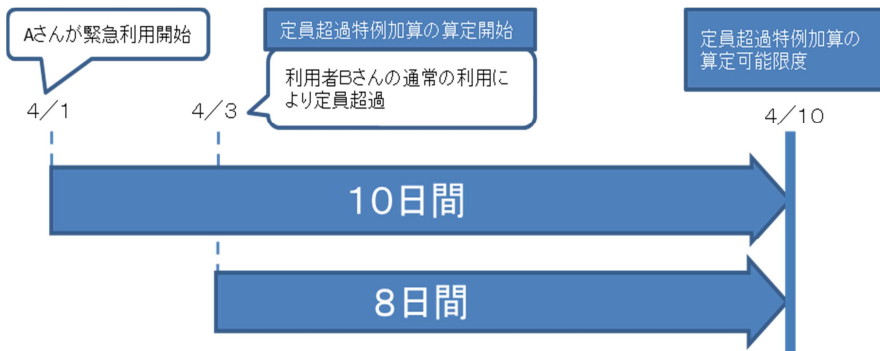 Aさんが緊急利用開始
定員超過特例加算の算定開始
定員超過特例加算の
算定可能限度
利用者Bさんの通常の利用に
より定員超過
4/1
4/3
4/10
10日間
8日間